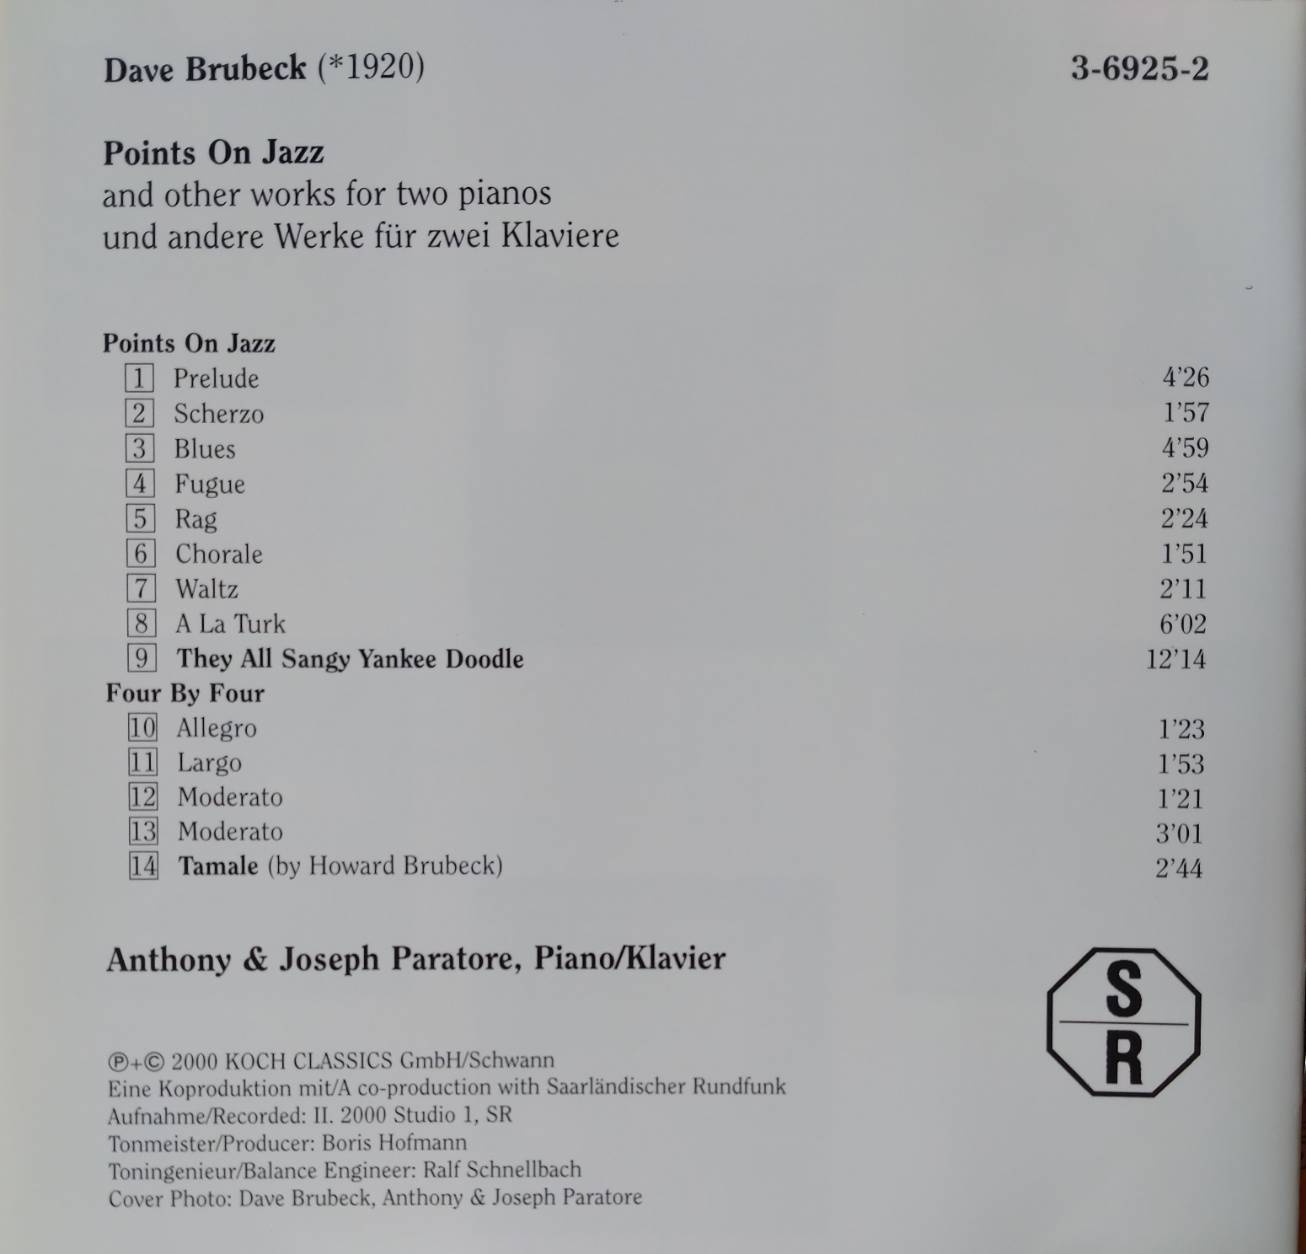 Dave Brubeck (*1920) 3-6925-2
Points On Jazz
and other works for two pianos
und andere Werke für zwei Klaviere
Points On Jazz
1 Prelude 4’26
2 Scherzo 1’57
3 Blues 4’59
4 Fugue 2’54
5 Rag 2’24
6 Chorale 1’51
7 Waltz 2’11
8 A La Turk 6’02
9 They All Sangy Yankee Doodle 12’14
Four By Four
10 Allegro 1’23
11 Largo 1’53
12 Moderato 1’21
13 Moderato 3’01
14 Tamale (by Howard Brubeck) 2’44
Anthony & Joseph Paratore, Piano/Klavier
S
R
℗+© 2000 KOCH CLASSICS GmbH/Schwann
Eine Koproduktion mit/A co-production with Saarländischer Rundfunk
Aufnahme/Recorded: II. 2000 Studio 1, SR
Tonmeister/Producer: Boris Hofmann
Toningenieur/Balance Engineer: Ralf Schnellbach
Cover Photo: Dave Brubeck, Anthony & Joseph Paratore